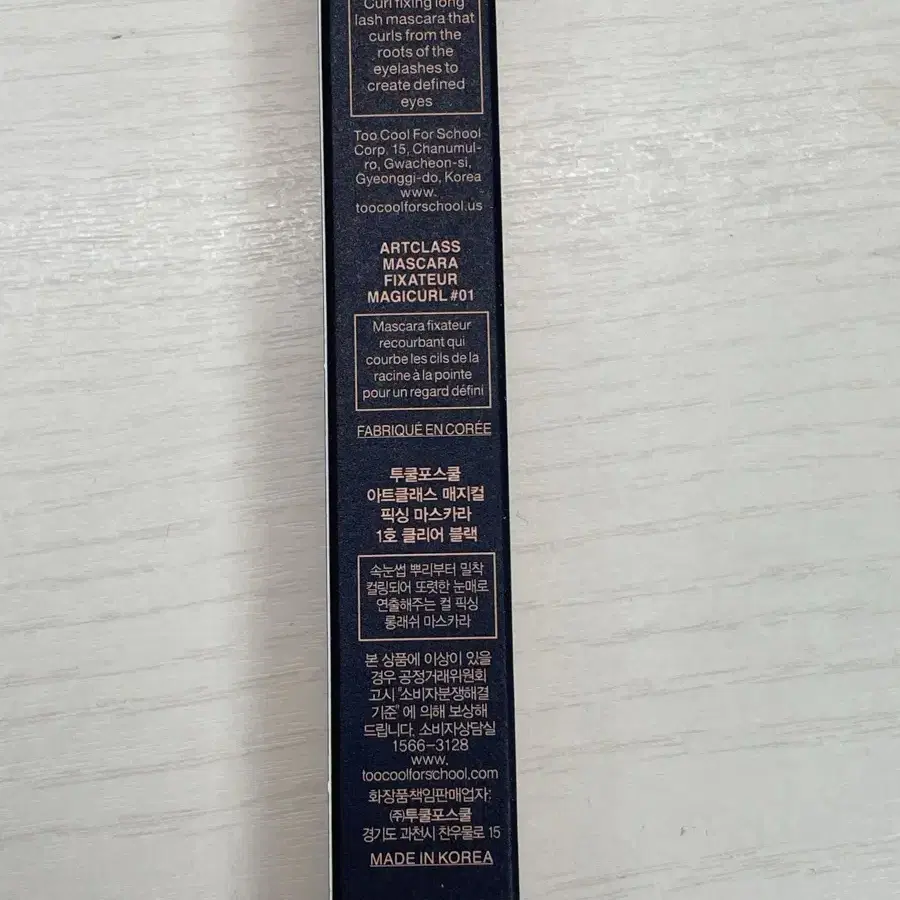 Curl fixing long
lash mascara that
curls from the
roots of the
eyelashes to
create defined
eyes
Too Cool For School
Corp. 15, Chanumul-
ro, Gwacheon-si,
Gyeonggi-do, Korea
www.
toocoolforschool.us
ARTCLASS
MASCARA
FIXATEUR
MAGICURL #01
Mascara fixateur
recourbant qui
courbe les cils de la
racine à la pointe
pour un regard défini
FABRIQUÉ EN CORÉE
투쿨포스쿨
아트클래스 매지컬
픽싱 마스카라
1호 클리어 블랙
속눈썹 뿌리부터 밀착
컬링되어 또렷한 눈매로
연출해주는 컬 픽싱
롱래쉬 마스카라
본 상품에 이상이 있을
경우 공정거래위원회
고시 "소비자분쟁해결
기준" 에 의해 보상해
드립니다. 소비자상담실
1566-3128
www.
toocoolforschool.com
화장품책임판매업자:
㈜투쿨포스쿨
경기도 과천시 찬우물로 15
MADE IN KOREA